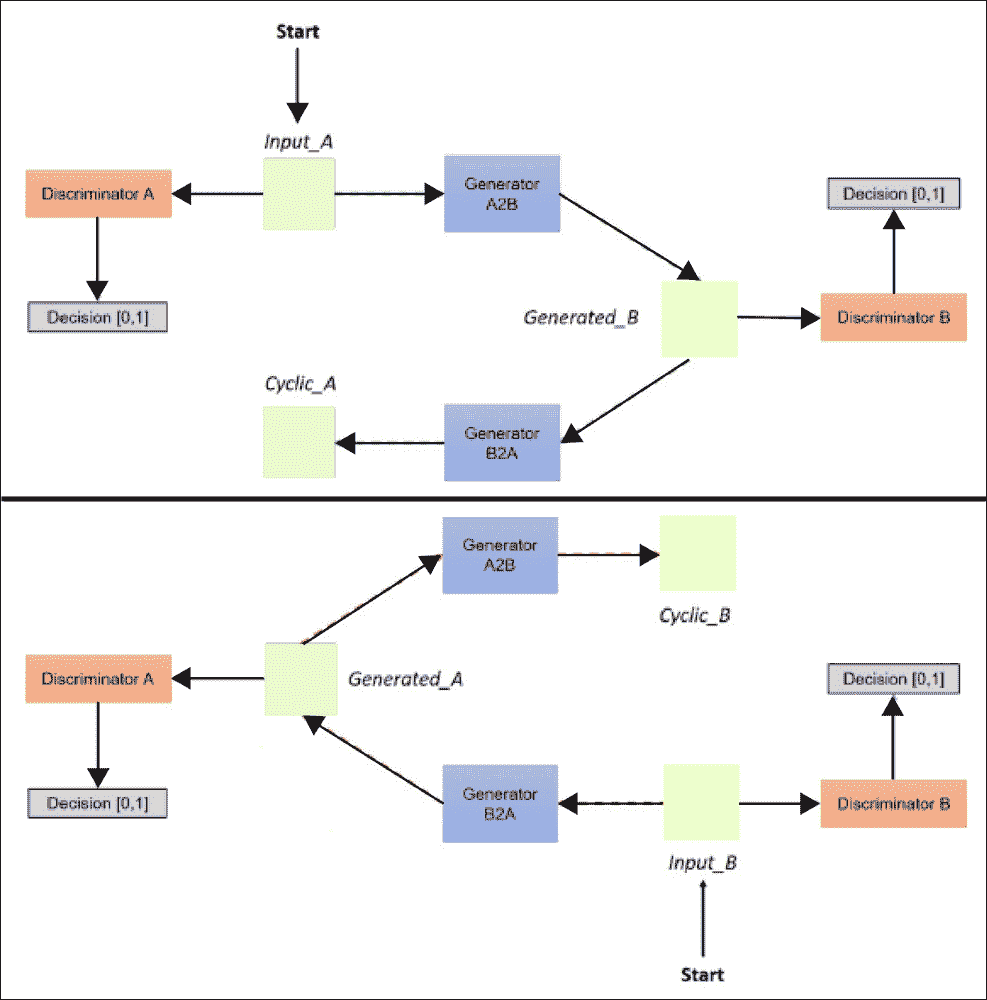 Start
Input_A
Discriminator A
Generator
A2B
Decision [0,1]
Decision [0,1]
Generated_B
Discriminator B
Cyclic_A
Generator
B2A
Generator
A2B
Cyclic_B
Discriminator A
Generated_A
Decision [0,1]
Decision [0,1]
Generator
B2A
Discriminator B
Input_B
Start